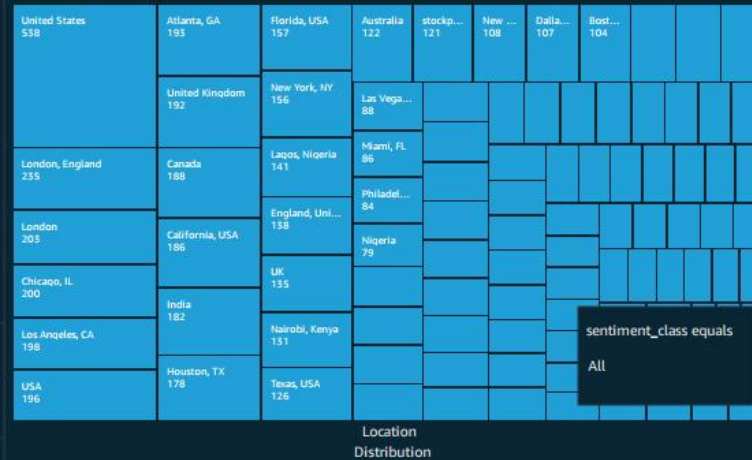 United States
538
London, England
235
London
203
Chicago, IL
200
Los Angeles, CA
198
USA
196
Atlanta, GA
193
United Kingdom
192
Canada
188
California, USA
186
India
182
Houston, TX
178
Florida, USA
157
New York, NY
156
Lagos, Nigeria
141
England, Uni...
138
UK
135
Nairobi, Kenya
131
Texas, USA
126
Australia
122
stockp...
121
New ...
108
Dalla...
107
Bost...
104
Las Vega...
88
Miami, FL
86
Philadel...
84
Nigeria
79
sentiment_class equals
All
Location
Distribution